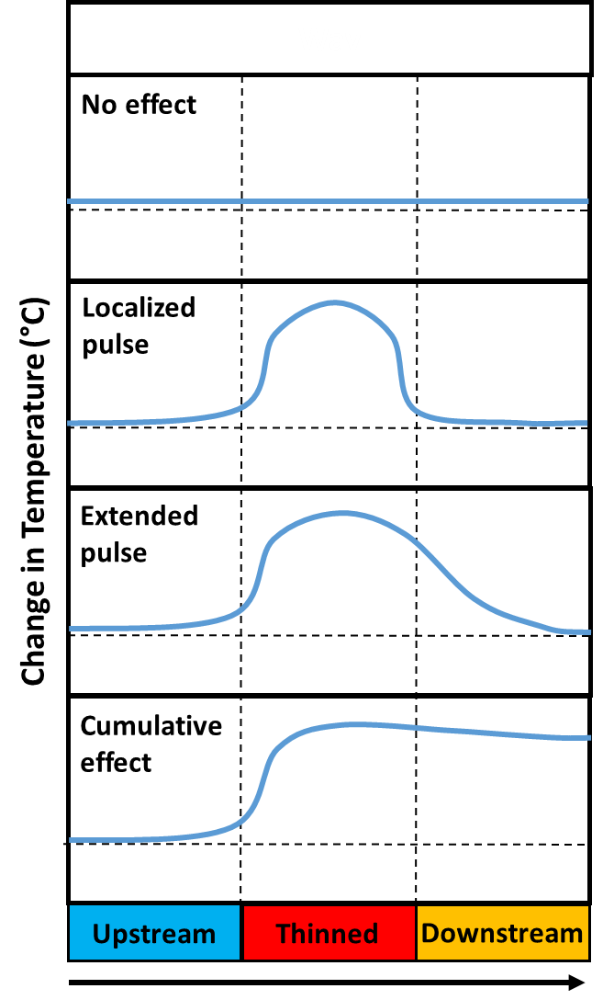 No effect
Localized
pulse
Extended
pulse
Cumulative
effect
Change in Temperature (°C)
Upstream
Thinned
Downstream